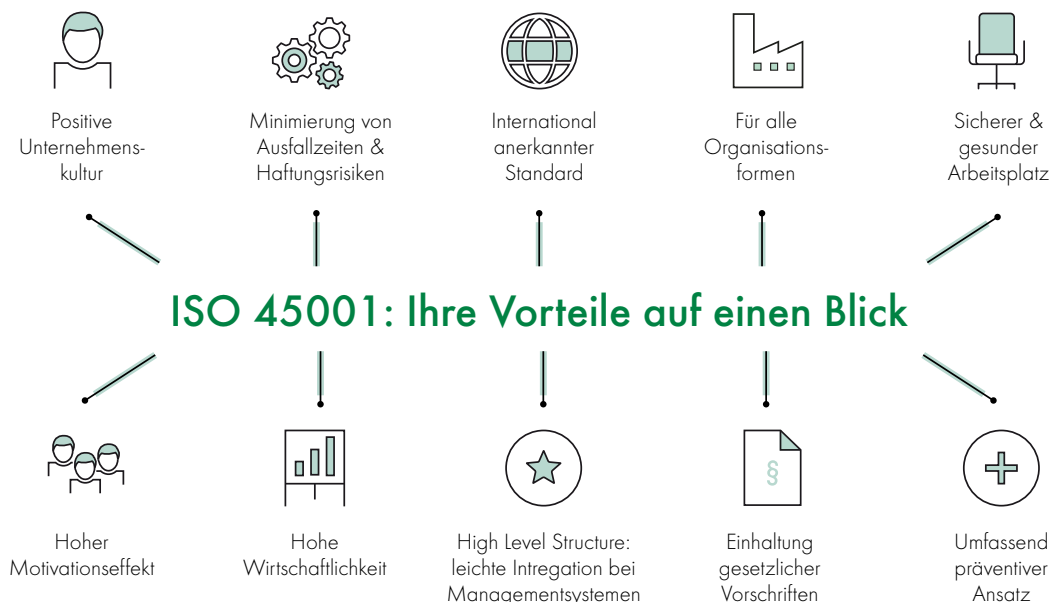 Positive
Unternehmens-
kultur
Minimierung von
Ausfallzeiten &
Haftungsrisiken
International
anerkannter
Standard
Für alle
Organisations-
formen
Sicherer &
gesunder
Arbeitsplatz
ISO 45001: Ihre Vorteile auf einen Blick
§
Hoher
Motivationseffekt
Hohe
Wirtschaftlichkeit
High Level Structure:
leichte Intregation bei
Managementsystemen
Einhaltung
gesetzlicher
Vorschriften
Umfassend
präventiver
Ansatz